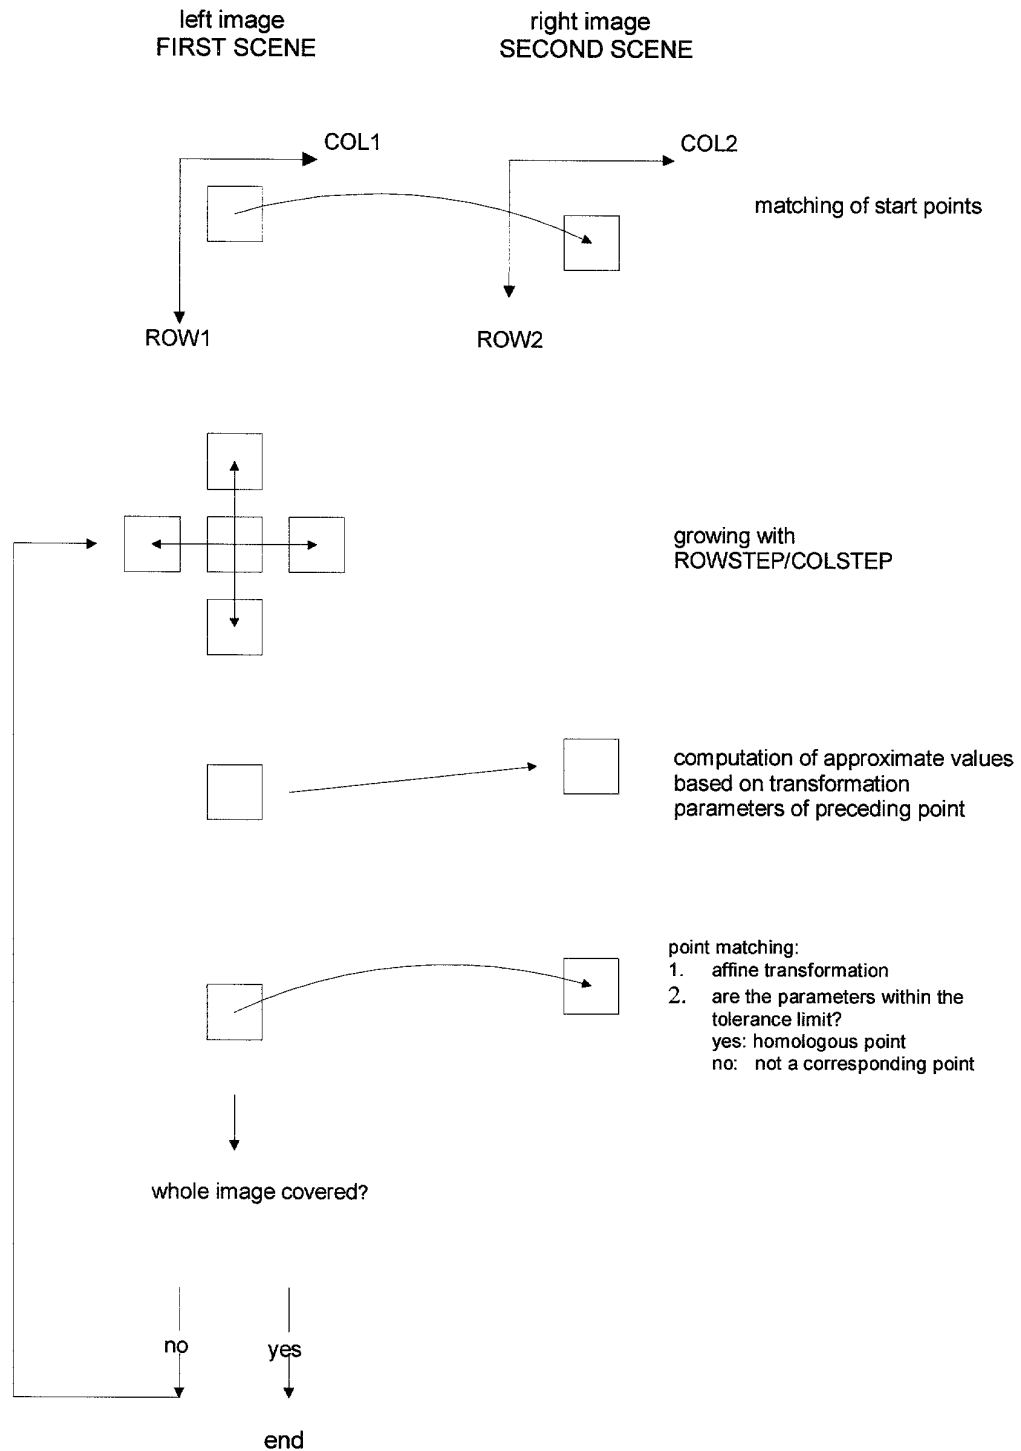 left image
FIRST SCENE
right image
SECOND SCENE
COL1
COL2
matching of start points
ROW1
ROW2
growing with
ROWSTEP/COLSTEP
computation of approximate values
based on transformation
parameters of preceding point
point matching:
1. affine transformation
2. are the parameters within the
tolerance limit?
yes: homologous point
no: not a corresponding point
whole image covered?
no
yes
end